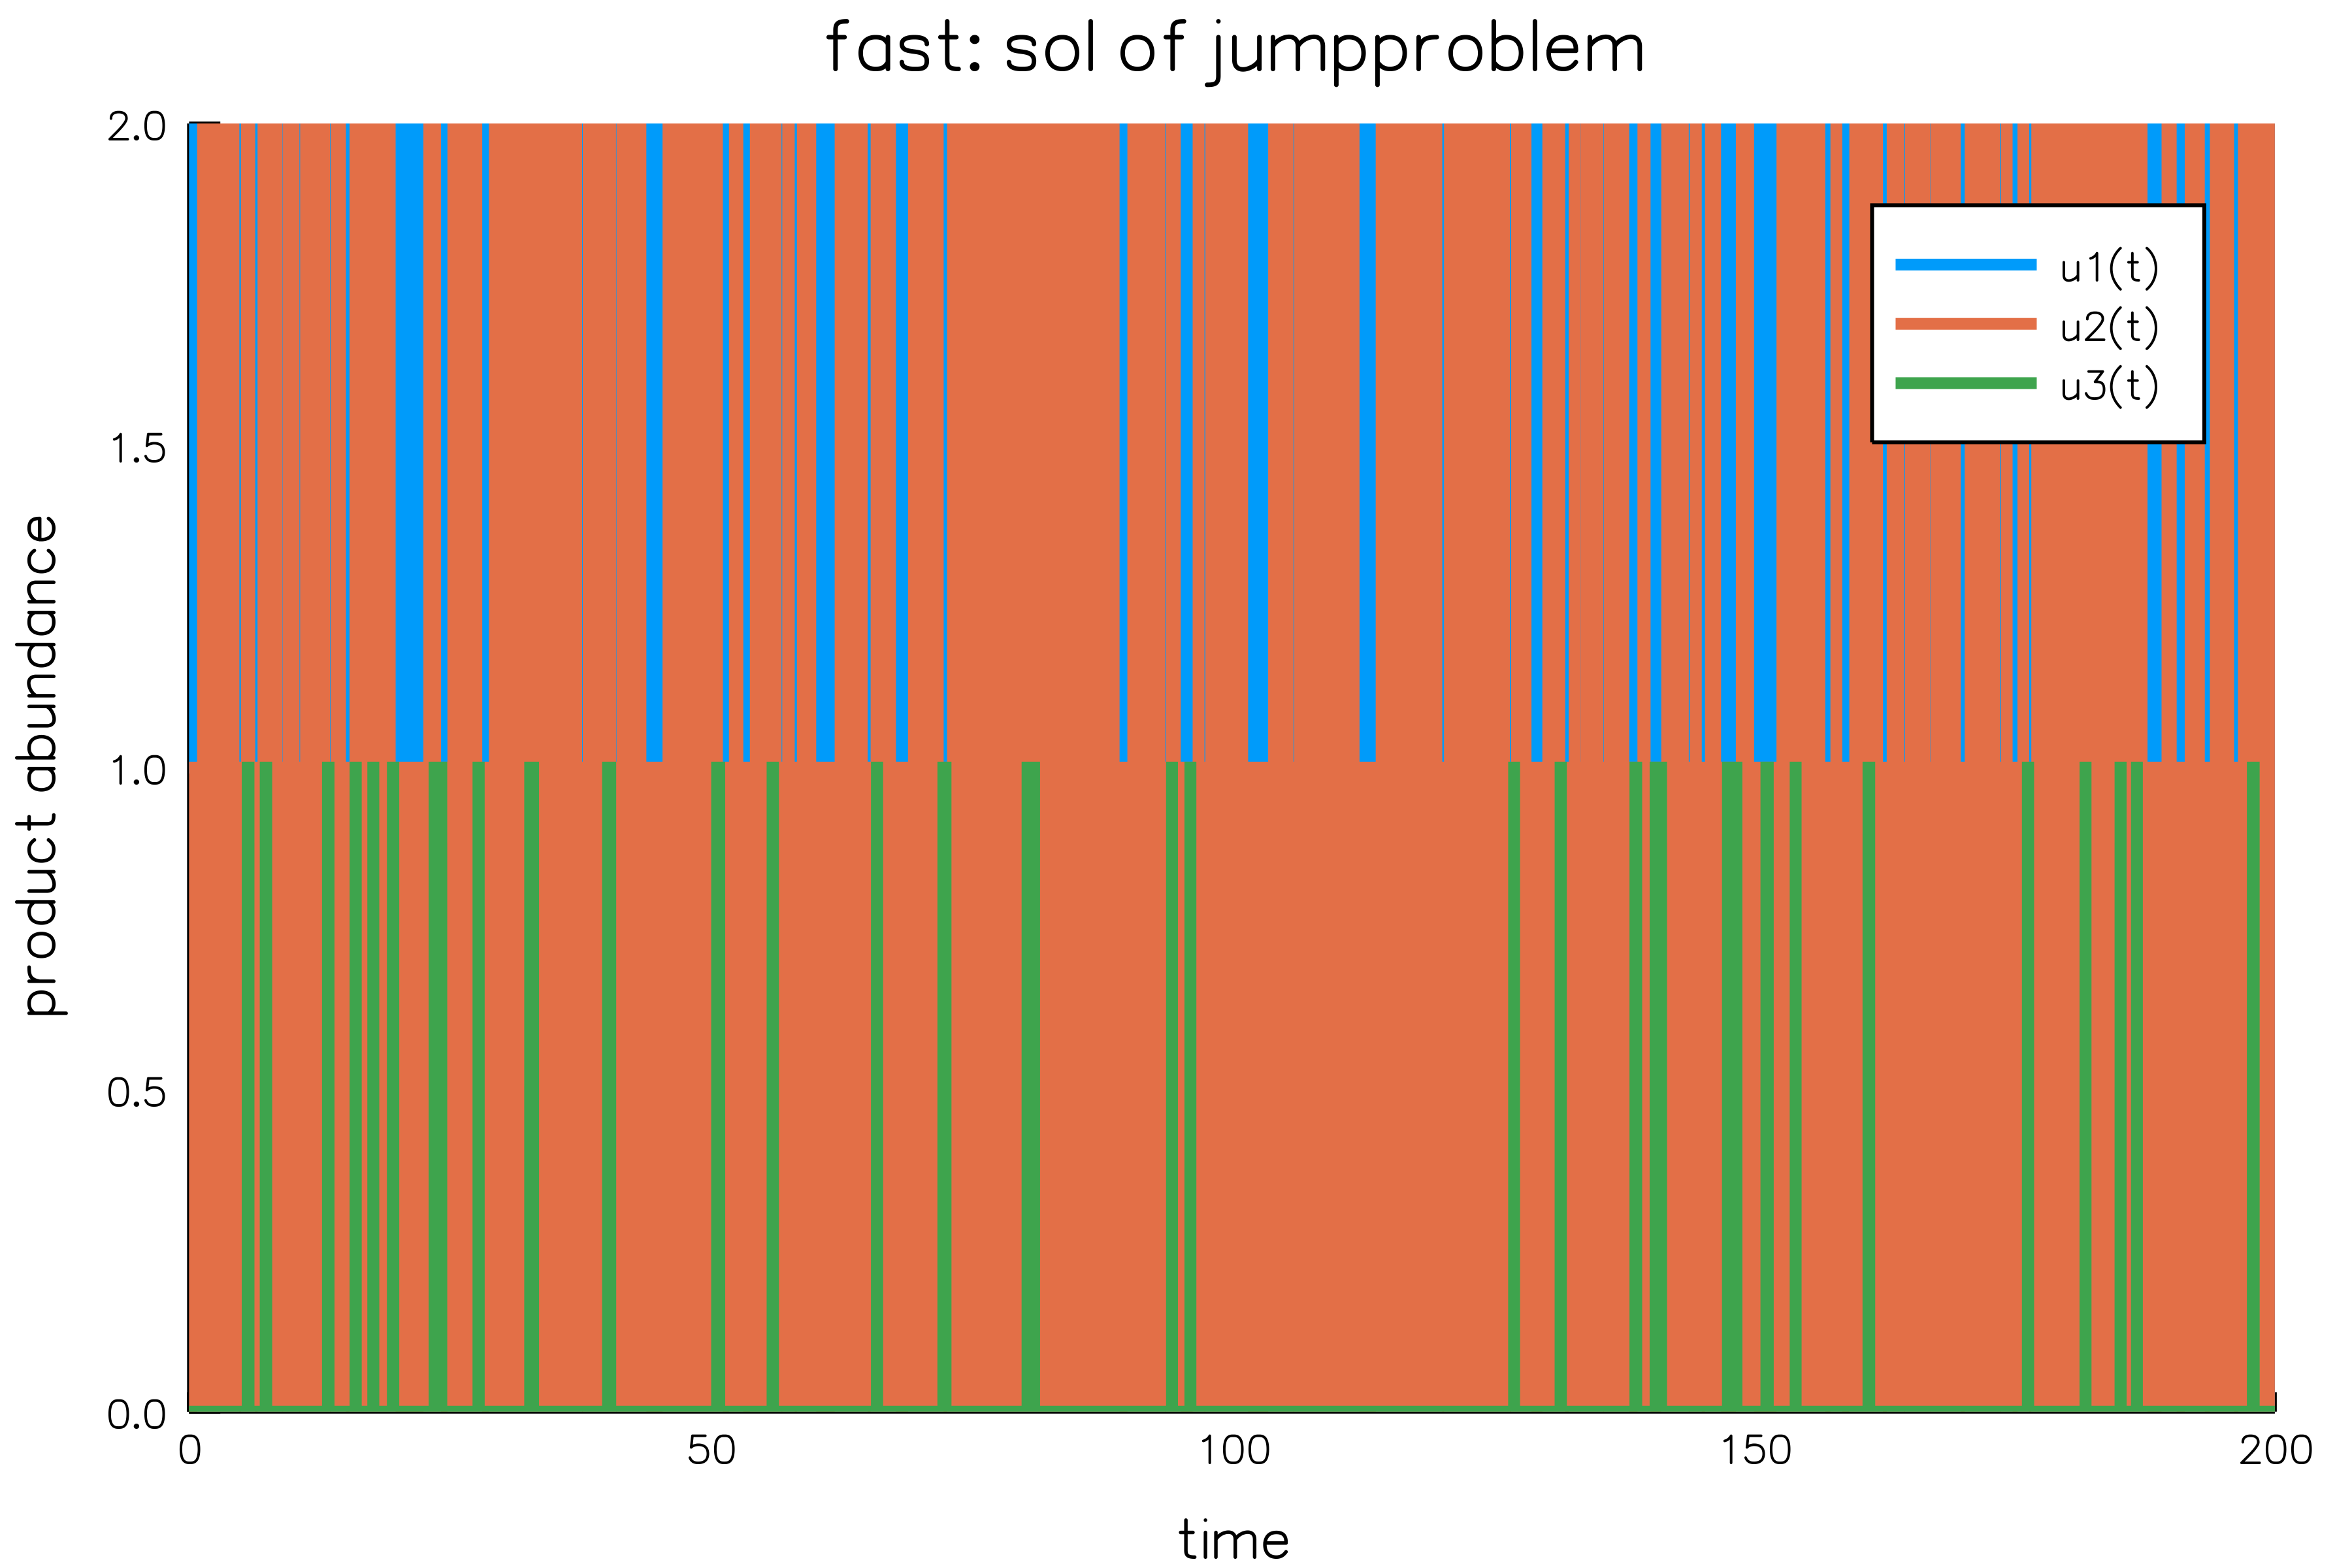 fast: sol of jumpproblem
2.0
1.5
1.0
0.5
0.0
product abundance
u1(t)
u2(t)
u3(t)
0 50 100 150 200
time